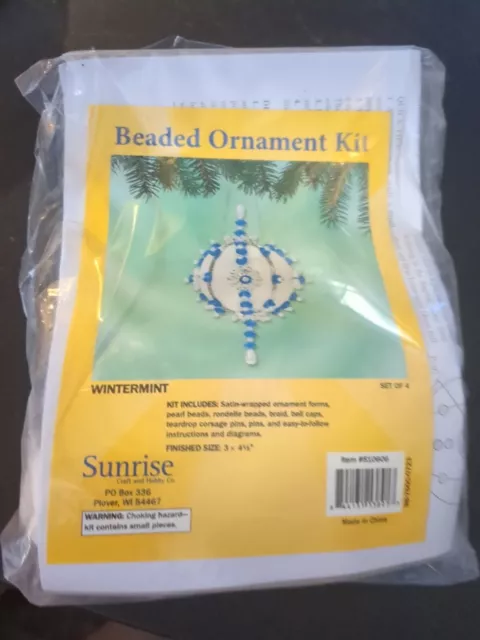 Beaded Ornament Kit
WINTERMINT
SET OF 4
KIT INCLUDES: Satin-wrapped ornament forms,
pearl beads, rondelle beads, braid, bell caps,
teardrop corsage pins, pins, and easy-to-follow
instructions and diagrams.
FINISHED SIZE: 3 × 4½"
Sunrise
Craft and Hobby Co.
PO Box 336
Plover, WI 54467
WARNING: Choking hazard—
kit contains small pieces.
Item #810606
Made in China